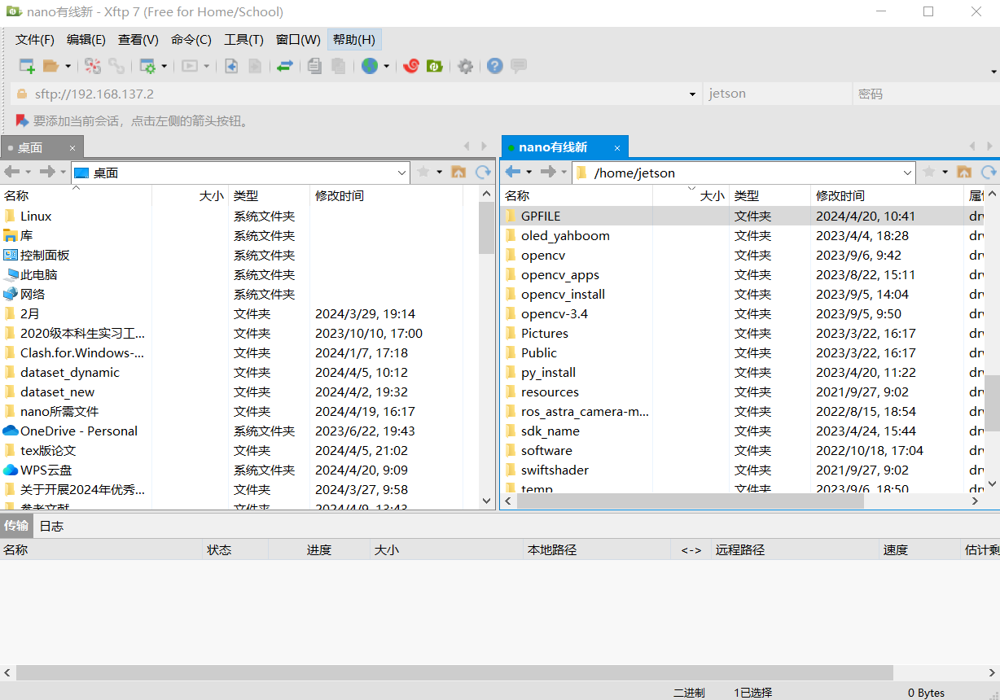 nano有线新 - Xftp 7 (Free for Home/School)
文件(F) 编辑(E) 查看(V) 命令(C) 工具(T) 窗口(W) 帮助(H)
sftp://192.168.137.2 jetson 密码
要添加当前会话，点击左侧的箭头按钮。
桌面
桌面
名称 大小 类型 修改时间
Linux 系统文件夹
库 系统文件夹
控制面板 系统文件夹
此电脑 系统文件夹
网络 系统文件夹
2月 文件夹 2024/3/29, 19:14
2020级本科生实习工... 文件夹 2023/10/10, 17:00
Clash.for.Windows-... 文件夹 2024/1/7, 17:18
dataset_dynamic 文件夹 2024/4/5, 10:12
dataset_new 文件夹 2024/4/2, 19:32
nano所需文件 文件夹 2024/4/19, 16:17
OneDrive - Personal 系统文件夹 2023/6/22, 19:43
tex版论文 文件夹 2024/4/5, 21:02
WPS云盘 系统文件夹 2024/4/20, 9:09
关于开展2024年优秀... 文件夹 2024/3/27, 9:58
参考文献 文件夹 2024/4/9, 13:43
nano有线新
/home/jetson
名称 大小 类型 修改时间 属
GPFILE 文件夹 2024/4/20, 10:41 dr
oled_yahboom 文件夹 2023/4/4, 18:28 dr
opencv 文件夹 2023/9/6, 9:42 dr
opencv_apps 文件夹 2023/8/22, 15:11 dr
opencv_install 文件夹 2023/9/5, 14:04 dr
opencv-3.4 文件夹 2023/9/5, 9:50 dr
Pictures 文件夹 2023/3/22, 16:17 dr
Public 文件夹 2023/3/22, 16:17 dr
py_install 文件夹 2023/4/20, 11:22 dr
resources 文件夹 2021/9/27, 9:02 dr
ros_astra_camera-m... 文件夹 2022/8/15, 18:54 dr
sdk_name 文件夹 2023/4/24, 15:44 dr
software 文件夹 2022/10/18, 17:04 dr
swiftshader 文件夹 2021/9/27, 9:02 dr
temp 文件夹 2023/9/6, 18:50 dr
传输 日志
名称 状态 进度 大小 本地路径 <-> 远程路径 速度 估计剩
二进制 1已选择 0 Bytes